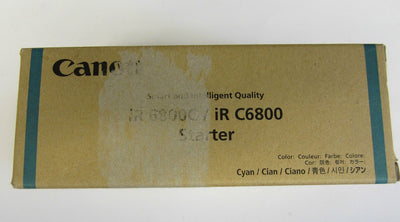 Canon
Smart and Intelligent Quality
iR 6800C / iR C6800
Starter
Color: Couleur: Farbe: Colore:
Cyan / Cian / Ciano / 青色 / 시안 / シアン